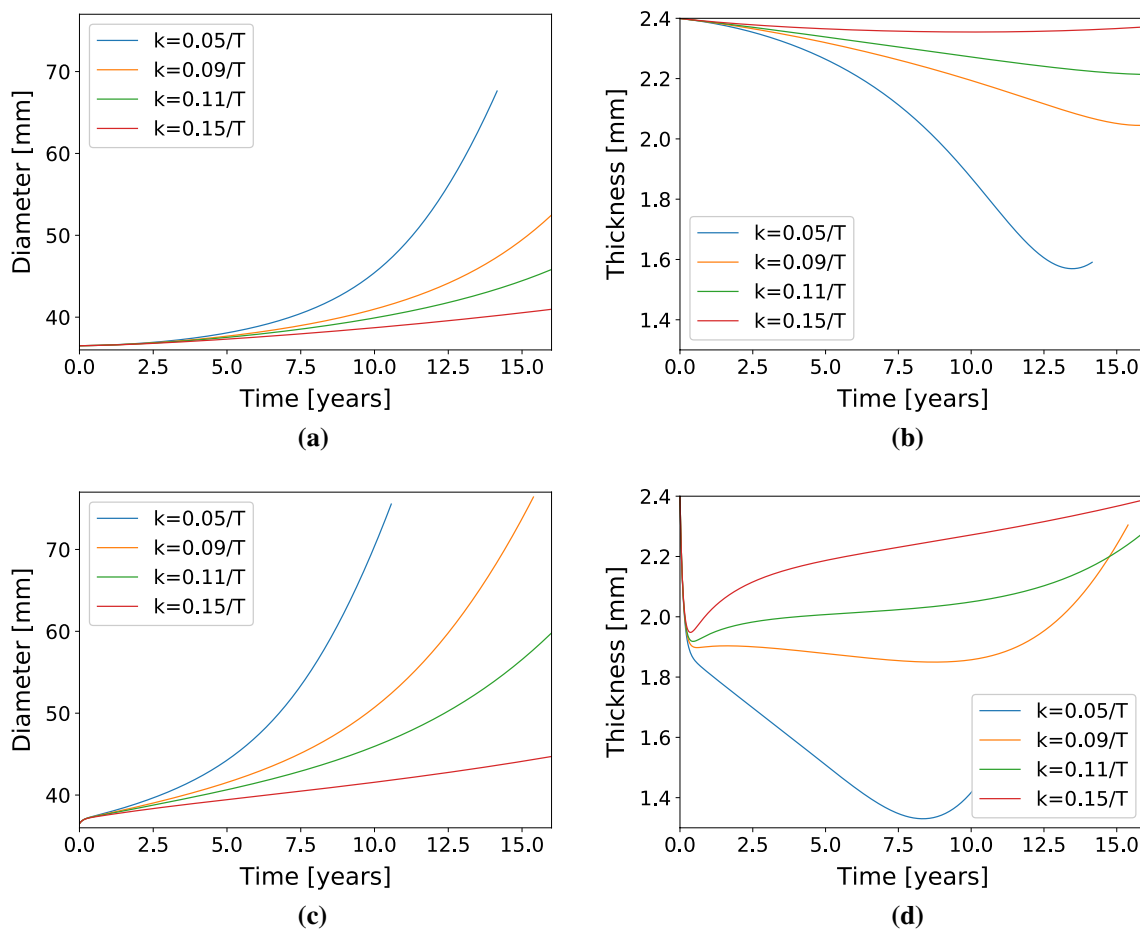 70
60
50
40
0.0 2.5 5.0 7.5 10.0 12.5 15.0
Diameter [mm]
Time [years]
k=0.05/T
k=0.09/T
k=0.11/T
k=0.15/T
(a)
2.4
2.2
2.0
1.8
1.6
1.4
0.0 2.5 5.0 7.5 10.0 12.5 15.0
Thickness [mm]
Time [years]
k=0.05/T
k=0.09/T
k=0.11/T
k=0.15/T
(b)
70
60
50
40
0.0 2.5 5.0 7.5 10.0 12.5 15.0
Diameter [mm]
Time [years]
k=0.05/T
k=0.09/T
k=0.11/T
k=0.15/T
(c)
2.4
2.2
2.0
1.8
1.6
1.4
0.0 2.5 5.0 7.5 10.0 12.5 15.0
Thickness [mm]
Time [years]
k=0.05/T
k=0.09/T
k=0.11/T
k=0.15/T
(d)